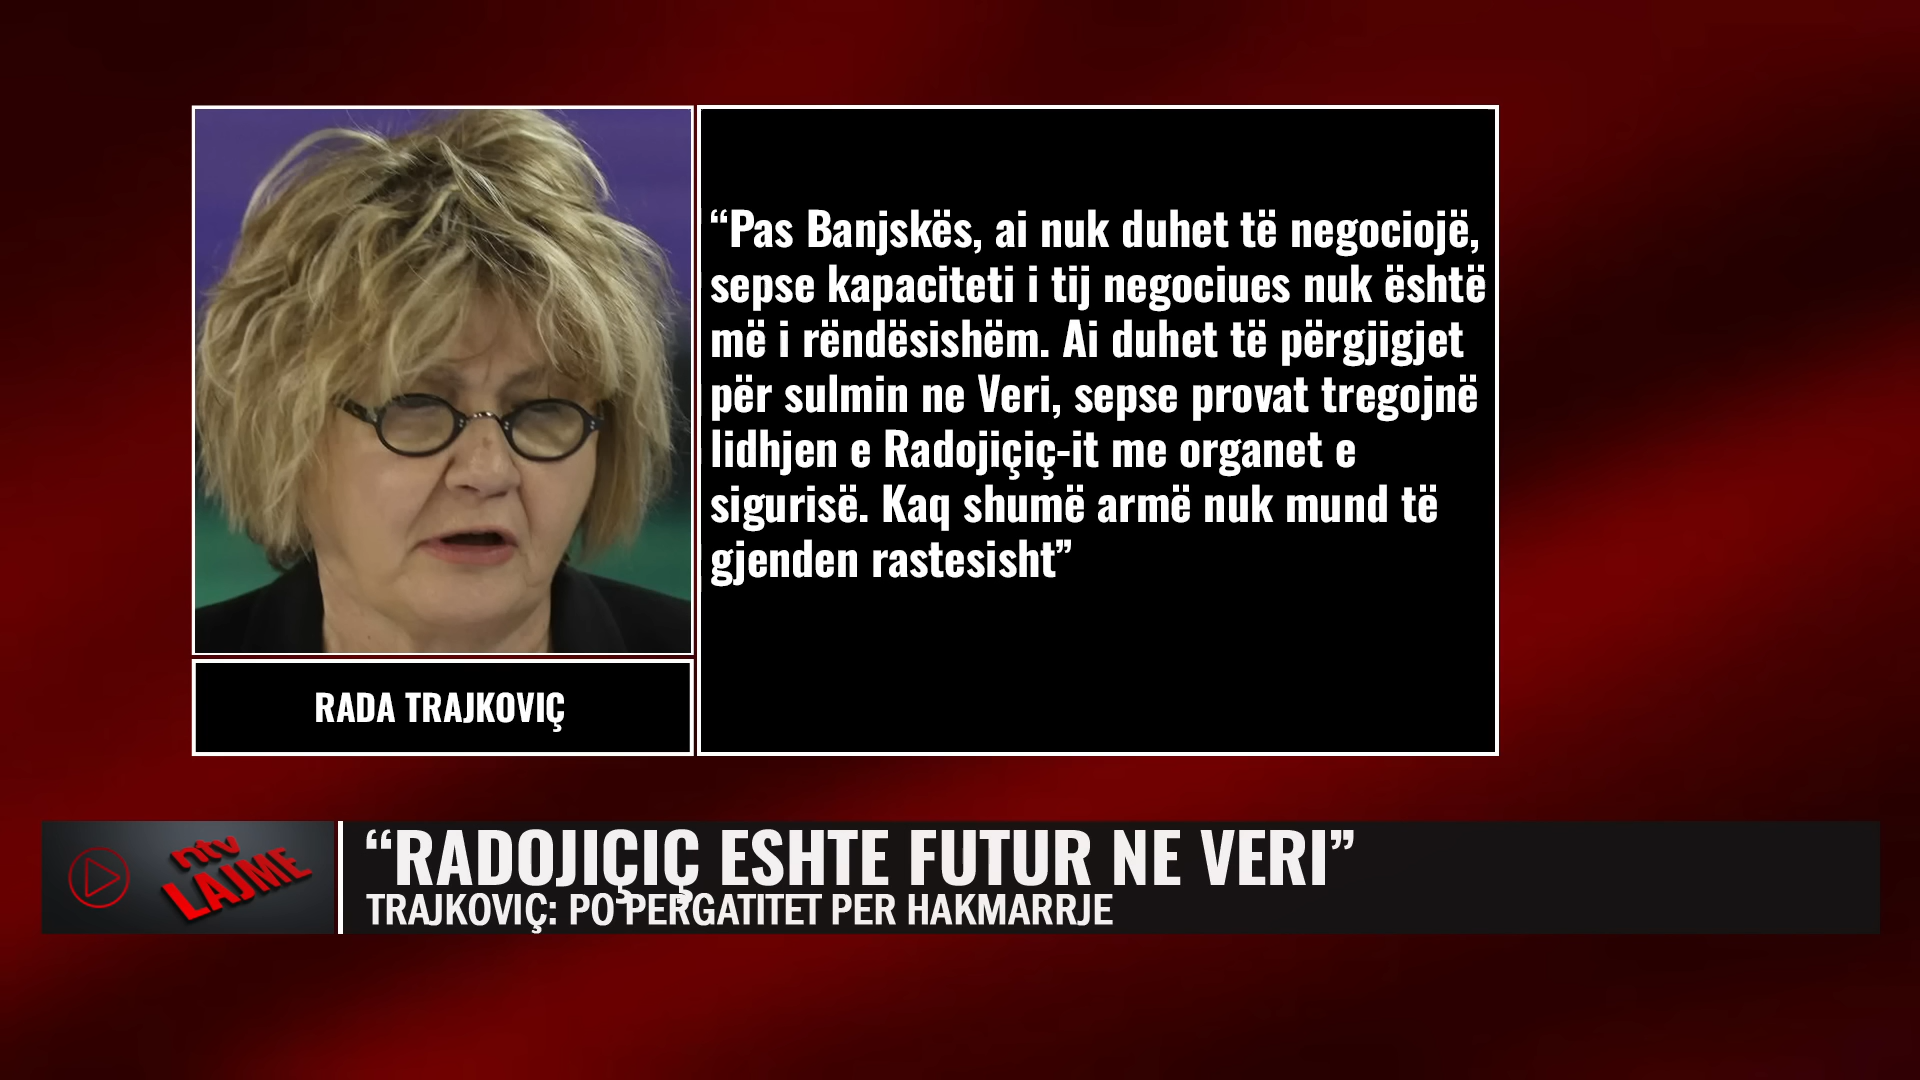 “Pas Banjskës, ai nuk duhet të negociojë,
sepse kapaciteti i tij negociues nuk është
më i rëndësishëm. Ai duhet të përgjigjet
për sulmin ne Veri, sepse provat tregojnë
lidhjen e Radojiçiç-it me organet e
sigurisë. Kaq shumë armë nuk mund të
gjenden rastesisht”
RADA TRAJKOVIÇ
ntv
LAJME
“RADOJIÇIÇ ESHTE FUTUR NE VERI”
TRAJKOVIÇ: PO PERGATITET PER HAKMARRJE